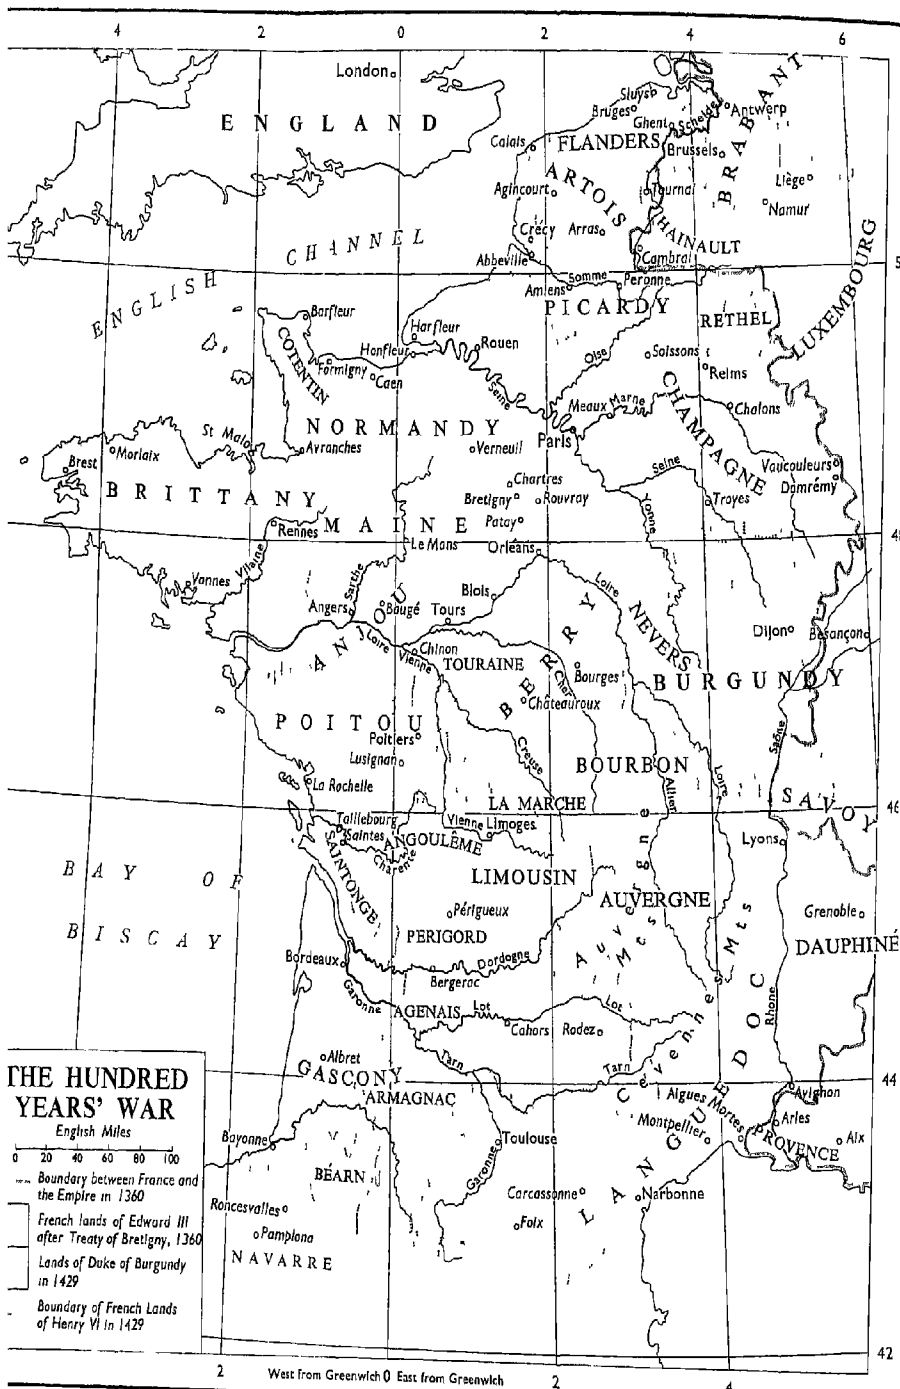 4 2 0 2 4 6
London
ENGLAND
Sluys
Bruges
Antwerp
Ghent
Schelde
BRABANT
Calais
FLANDERS
Brussels
Agincourt
ARTOIS
Tournai
Liège
Namur
Crécy
Arras
HAINAULT
Cambrai
Abbeville
ENGLISH CHANNEL
Somme
Amiens
Peronne
PICARDY
RETHEL
LUXEMBOURG
5
Barfleur
Harfleur
COTENTIN
Honfleur
Rouen
Oise
Soissons
Reims
Formigny
Caen
Seine
Meaux
Marne
CHAMPAGNE
Chalons
NORMANDY
Paris
St Malo
Avranches
Verneuil
Morlaix
Brest
Seine
Vaucouleurs
Domrémy
Chartres
BRITTANY
Bretigny
Rouvray
Yonne
Troyes
MAINE
Patay
Rennes
Le Mans
Orléans
48
Vilaine
Vannes
Sarthe
Blois
Loire
Angers
Baugé
Tours
ANJOU
NEVERS
Dijon
Besançon
Loire
Vienne
Chinon
TOURAINE
BERRY
Cher
Bourges
BURGUNDY
Châteauroux
POITOU
Poitiers
Saône
Lusignan
Creuse
BOURBON
La Rochelle
Allier
Loire
LA MARCHE
SAVOY
46
Taillebourg
Saintes
Vienne
Limoges
ANGOULÊME
Charente
Lyons
SAINTONGE
LIMOUSIN
AUVERGNE
Auvergne Mts
BAY OF
BISCAY
Périgueux
Grenoble
PERIGORD
DAUPHINÉ
Bordeaux
Dordogne
Bergerac
Garonne
AGENAIS
Lot
Lot
Cahors
Rodez
Rhone
Cevennes Mts
Albret
Tarn
Tarn
GASCONY
44
ARMAGNAC
Aigues Mortes
Avignon
Montpellier
Arles
PROVENCE
Aix
Bayonne
Toulouse
BÉARN
Garonne
LANGUEDOC
Carcassonne
Narbonne
Roncesvalles
Foix
Pamplona
NAVARRE
THE HUNDRED
YEARS' WAR
English Miles
0 20 40 60 80 100
Boundary between France and
the Empire in 1360
French lands of Edward III
after Treaty of Bretigny, 1360
Lands of Duke of Burgundy
in 1429
Boundary of French Lands
of Henry VI in 1429
42
2 West from Greenwich 0 East from Greenwich 2 4